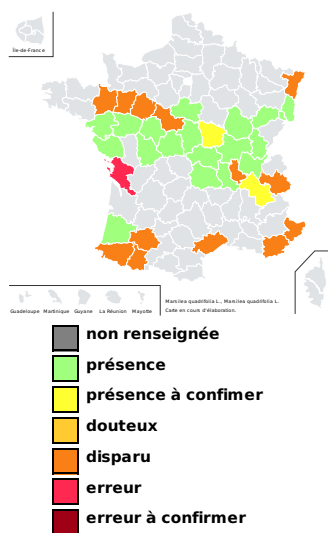 Île-de-France
Marsilea quadrifolia L., Marsilea quadrifolia L.
Carte en cours d'élaboration.
Guadeloupe Martinique Guyane La Réunion Mayotte
non renseignée
présence
présence à confimer
douteux
disparu
erreur
erreur à confirmer